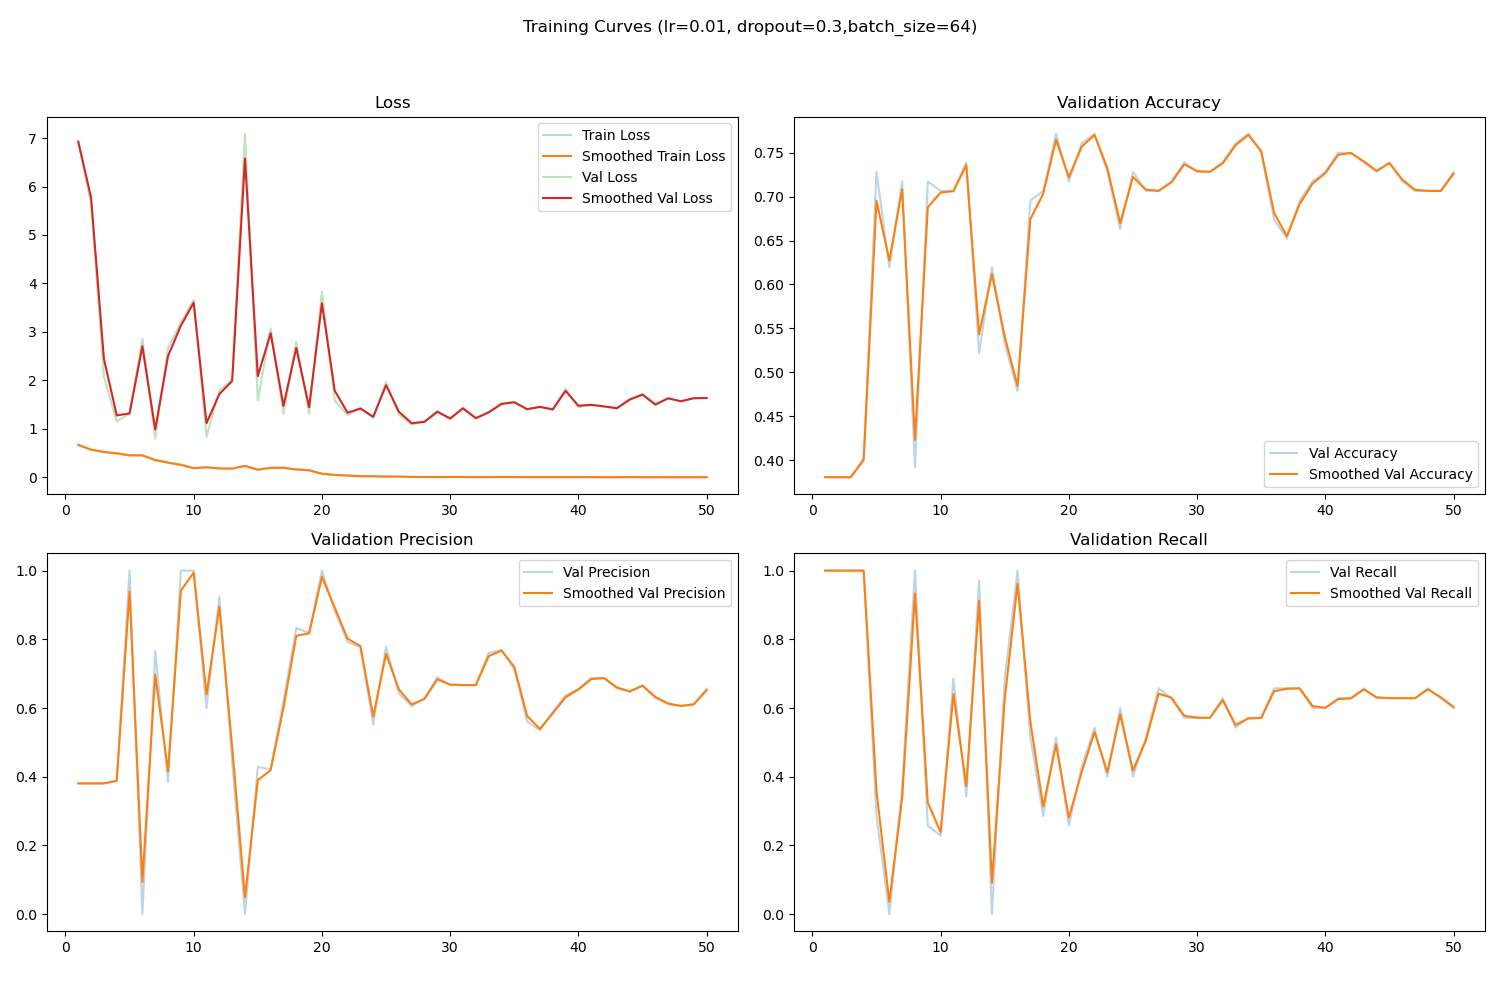 Training Curves (lr=0.01, dropout=0.3,batch_size=64)
Loss
Train Loss
Smoothed Train Loss
Val Loss
Smoothed Val Loss
7
6
5
4
3
2
1
0
0 10 20 30 40 50
Validation Accuracy
0.75
0.70
0.65
0.60
0.55
0.50
0.45
0.40
Val Accuracy
Smoothed Val Accuracy
0 10 20 30 40 50
Validation Precision
Val Precision
Smoothed Val Precision
1.0
0.8
0.6
0.4
0.2
0.0
0 10 20 30 40 50
Validation Recall
Val Recall
Smoothed Val Recall
1.0
0.8
0.6
0.4
0.2
0.0
0 10 20 30 40 50